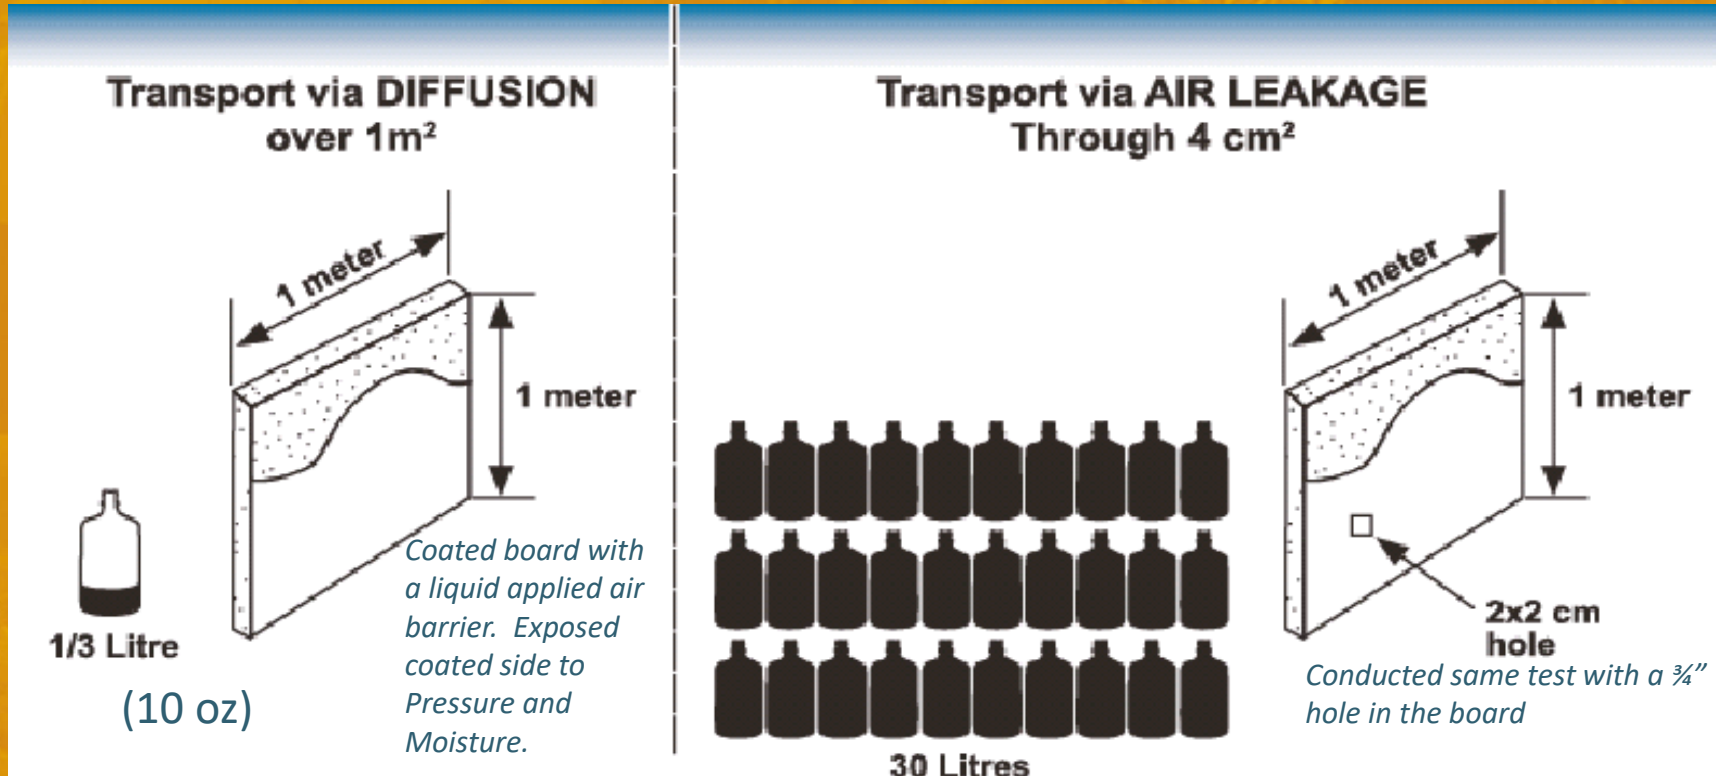 Transport via DIFFUSION
over 1m²
1 meter
1 meter
1/3 Litre
(10 oz)
Coated board with
a liquid applied air
barrier. Exposed
coated side to
Pressure and
Moisture.
Transport via AIR LEAKAGE
Through 4 cm²
1 meter
1 meter
2x2 cm
hole
Conducted same test with a ¾”
hole in the board
30 Litres